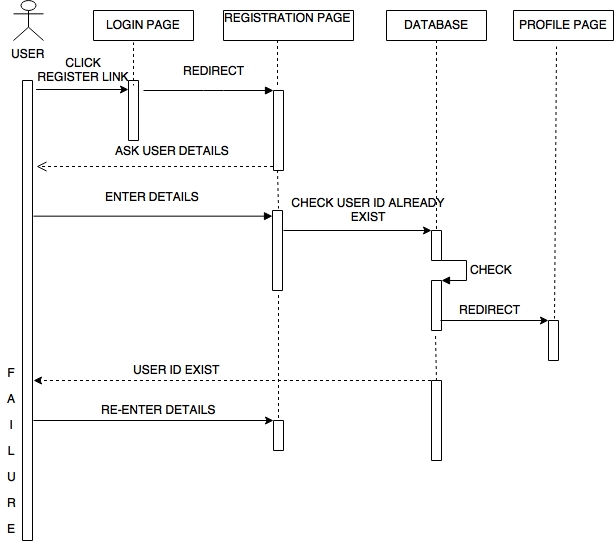 LOGIN PAGE
REGISTRATION PAGE
DATABASE
PROFILE PAGE
USER
CLICK
REGISTER LINK
REDIRECT
ASK USER DETAILS
ENTER DETAILS
CHECK USER ID ALREADY
EXIST
CHECK
REDIRECT
USER ID EXIST
RE-ENTER DETAILS
F
A
I
L
U
R
E